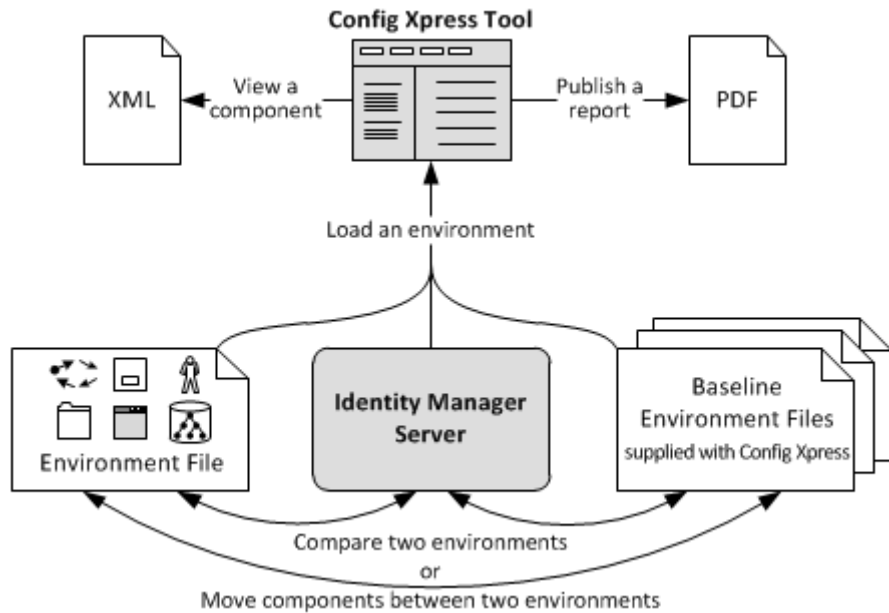 Config Xpress Tool
XML
View a
component
Publish a
report
PDF
Load an environment
Environment File
Identity Manager
Server
Baseline
Environment Files
supplied with Config Xpress
Compare two environments
or
Move components between two environments